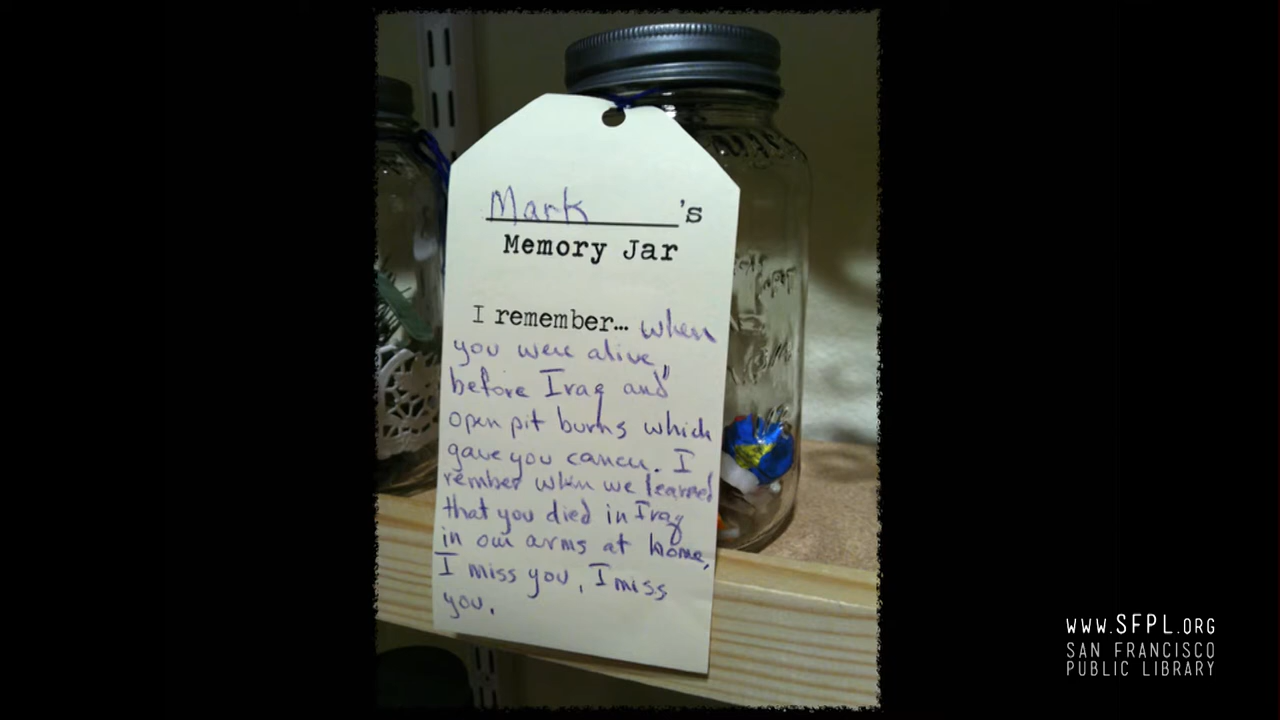 Mark 's
Memory Jar
I remember... when
you were alive,
before Iraq and
open pit burns which
gave you cancer. I
rember when we learned
that you died in Iraq
in our arms at home,
I miss you, I miss
you.
www.SFPL.ORG
SAN FRANCISCO
PUBLIC LIBRARY